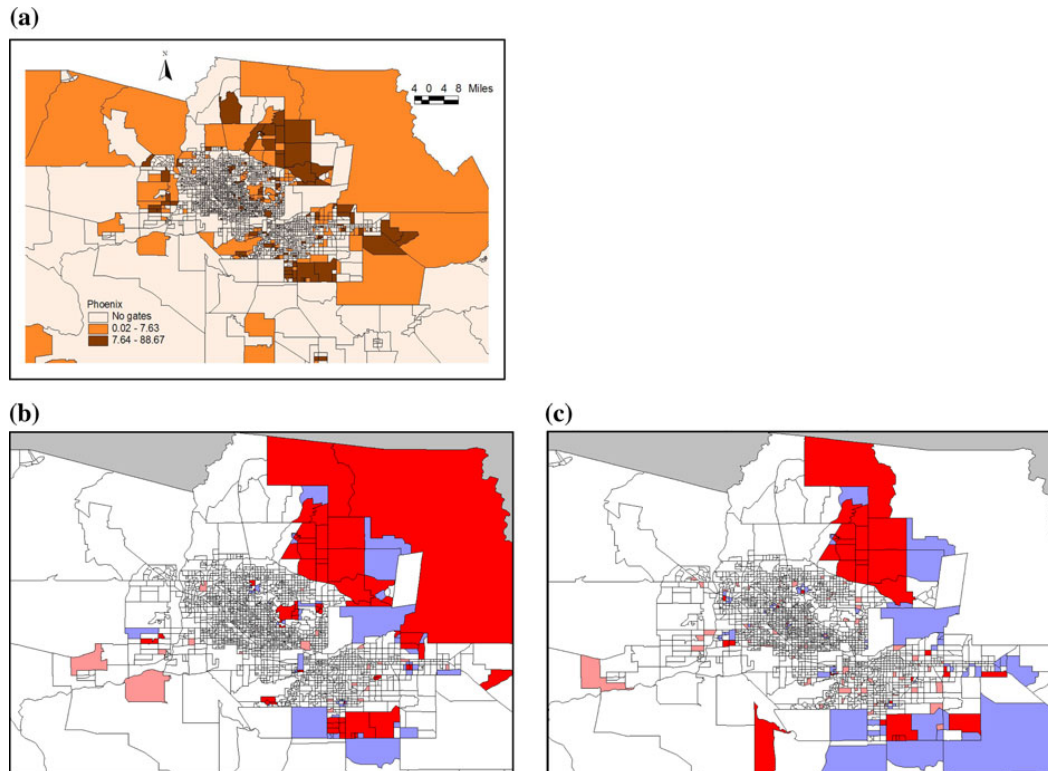 (a)
N
4 0 4 8 Miles
Phoenix
No gates
0.02 - 7.63
7.64 - 88.67
(b)
(c)